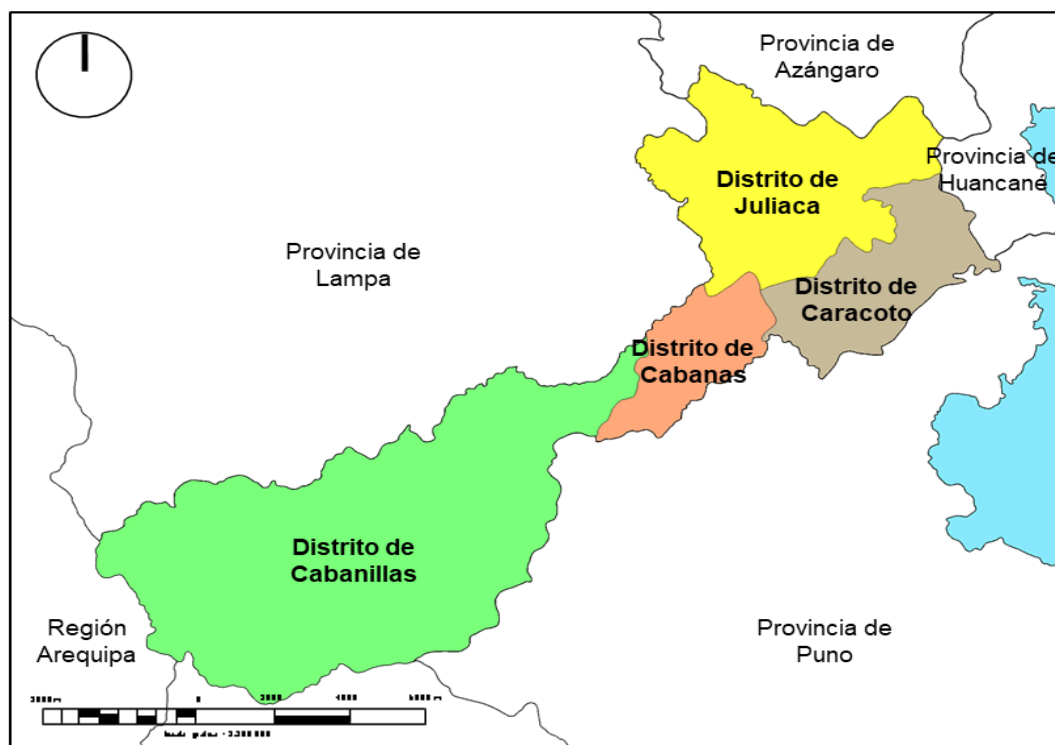 Provincia de
Azángaro
Provincia de
Huancané
Distrito de
Juliaca
Provincia de
Lampa
Distrito de
Caracoto
Distrito de
Cabanas
Distrito de
Cabanillas
Región
Arequipa
Provincia de
Puno
0